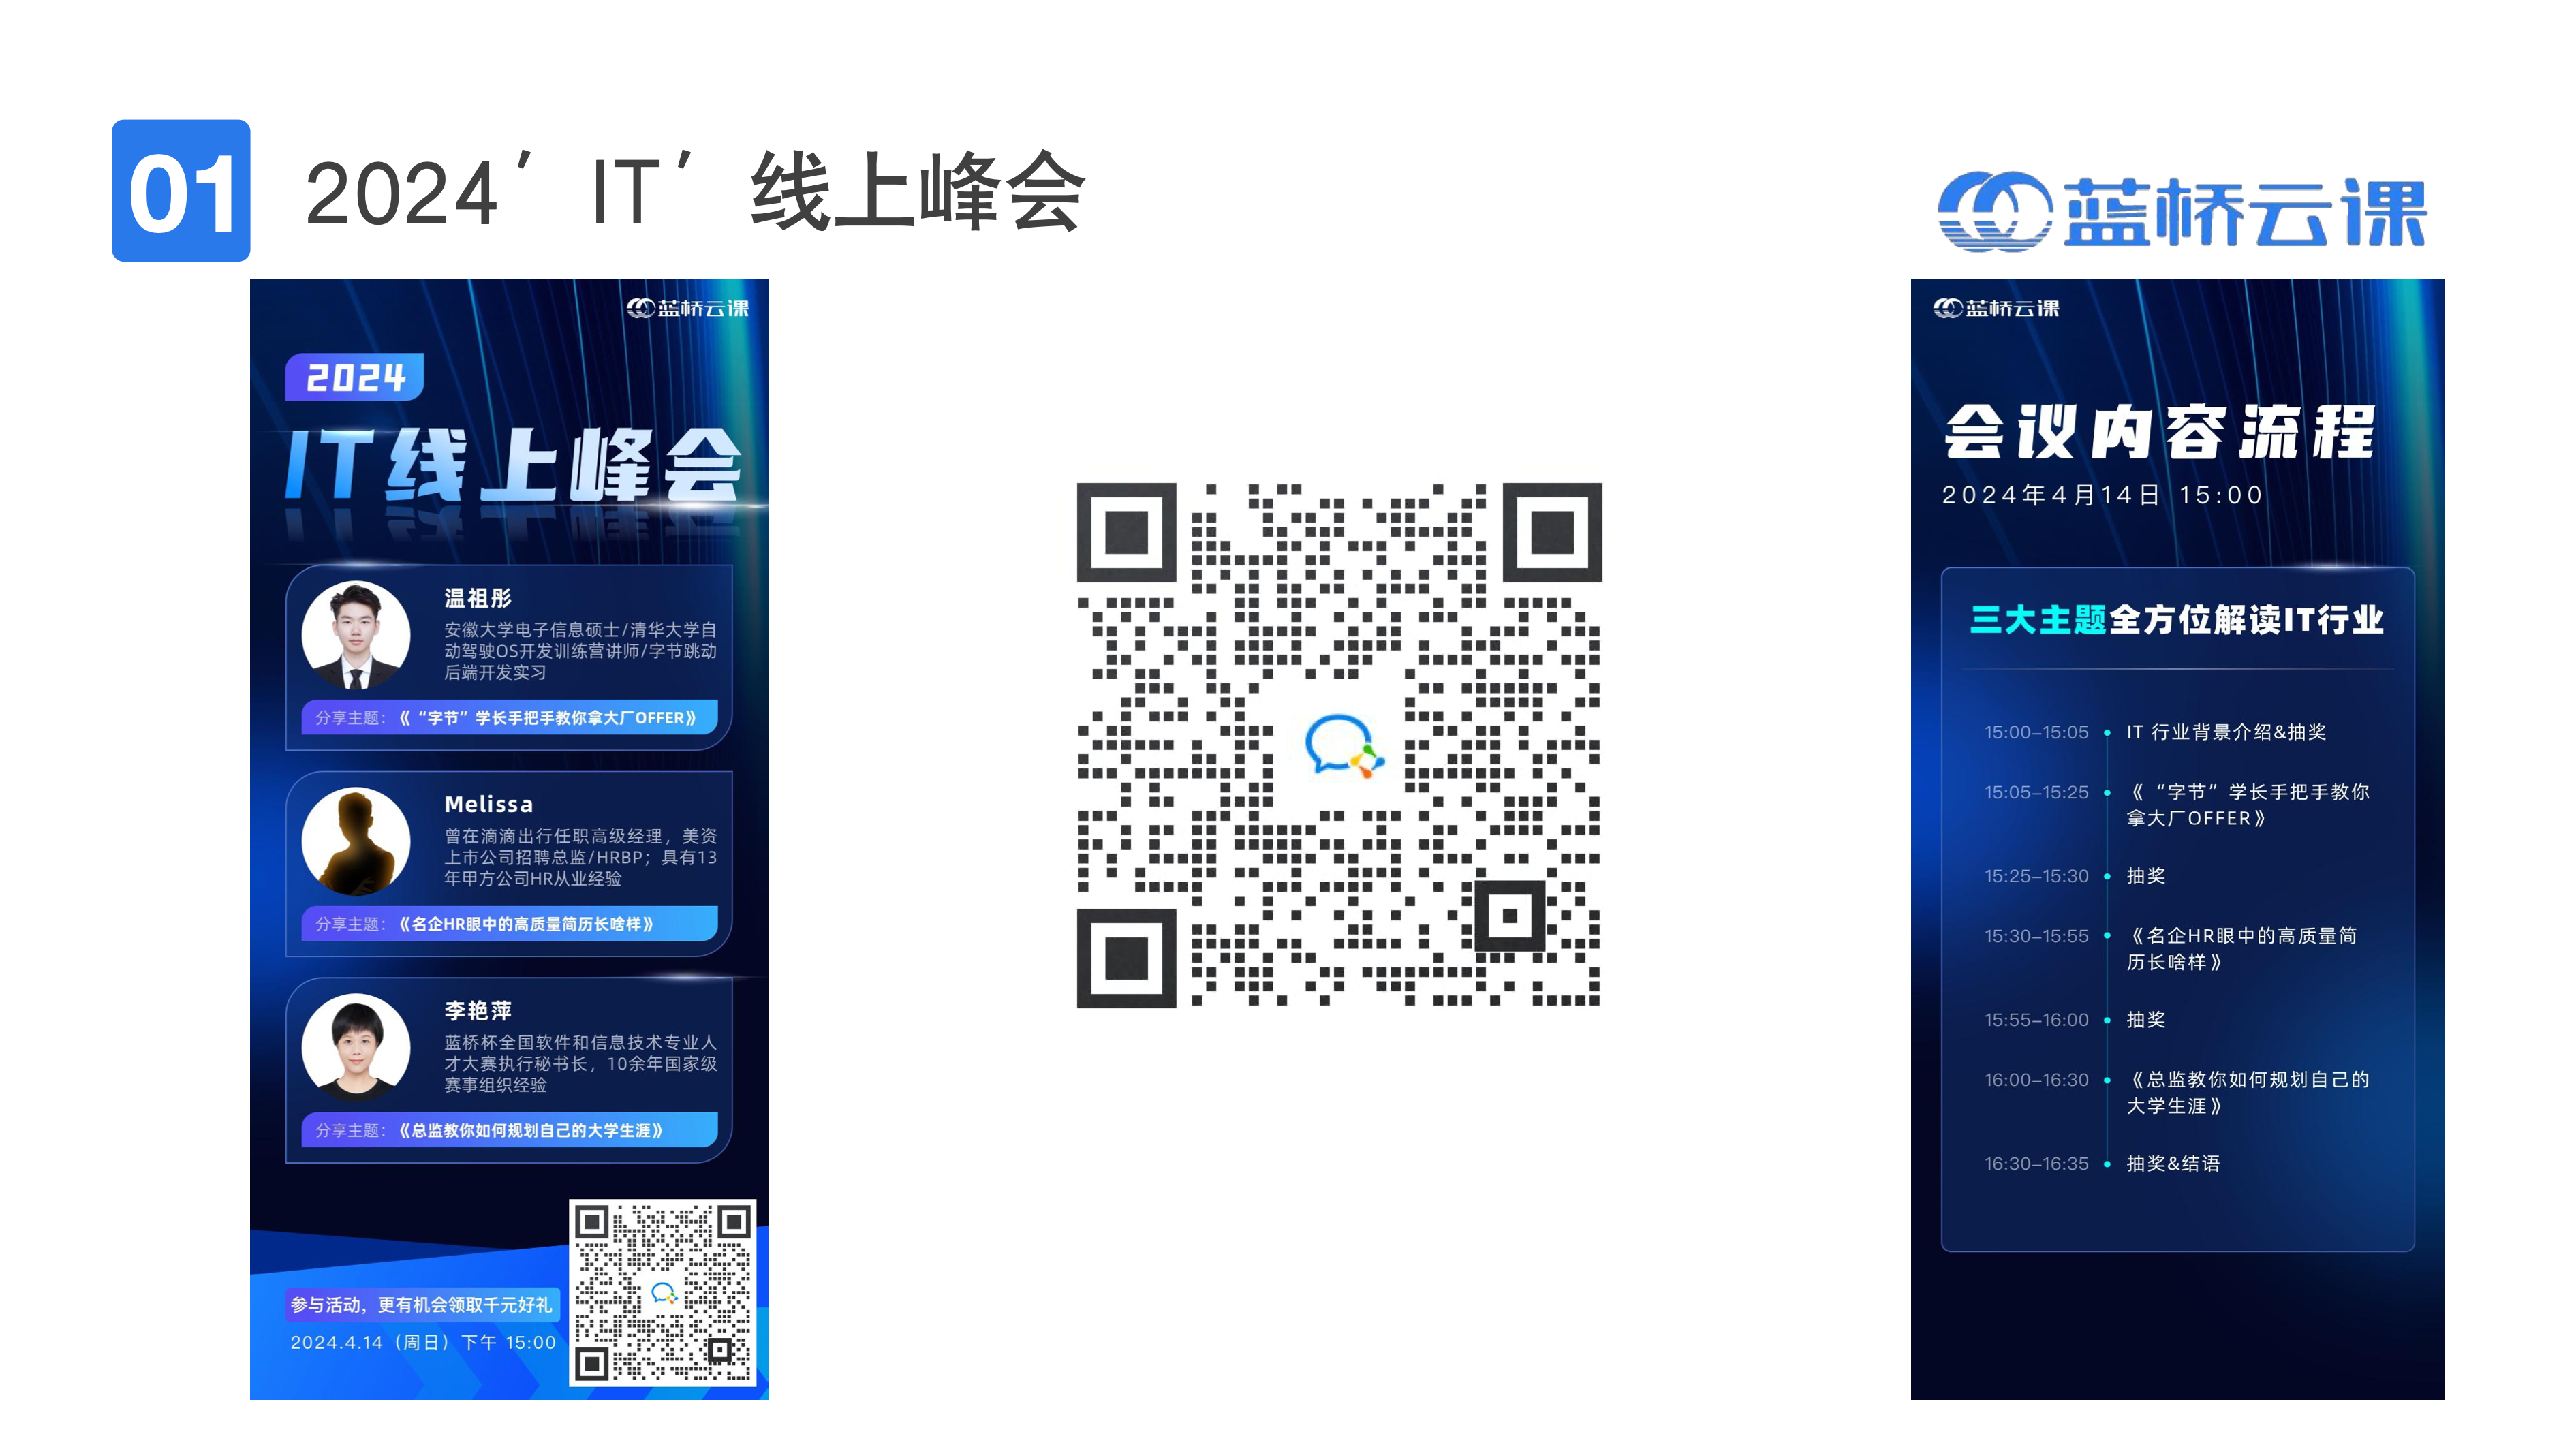 01
2024’ IT’ 线上峰会
蓝桥云课
蓝桥云课
2024
IT线上峰会
温祖彤
安徽大学电子信息硕士/清华大学自
动驾驶OS开发训练营讲师/字节跳动
后端开发实习
分享主题：《“字节”学长手把手教你拿大厂OFFER》
Melissa
曾在滴滴出行任职高级经理，美资
上市公司招聘总监/HRBP；具有13
年甲方公司HR从业经验
分享主题：《名企HR眼中的高质量简历长啥样》
李艳萍
蓝桥杯全国软件和信息技术专业人
才大赛执行秘书长，10余年国家级
赛事组织经验
分享主题：《总监教你如何规划自己的大学生涯》
参与活动，更有机会领取千元好礼
2024.4.14（周日）下午 15:00
蓝桥云课
会议内容流程
2024年4月14日 15:00
三大主题全方位解读IT行业
15:00–15:05 IT 行业背景介绍&抽奖
15:05–15:25 《“字节”学长手把手教你
拿大厂OFFER》
15:25–15:30 抽奖
15:30–15:55 《名企HR眼中的高质量简
历长啥样》
15:55–16:00 抽奖
16:00–16:30 《总监教你如何规划自己的
大学生涯》
16:30–16:35 抽奖&结语